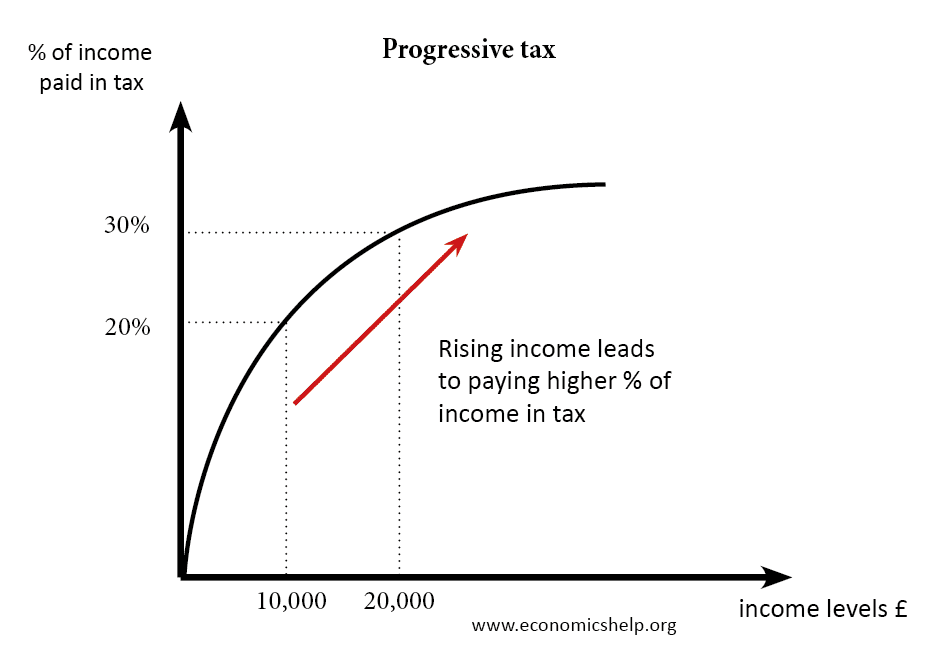 Progressive tax
% of income
paid in tax
30%
20%
Rising income leads
to paying higher % of
income in tax
10,000
20,000
income levels £
www.economicshelp.org